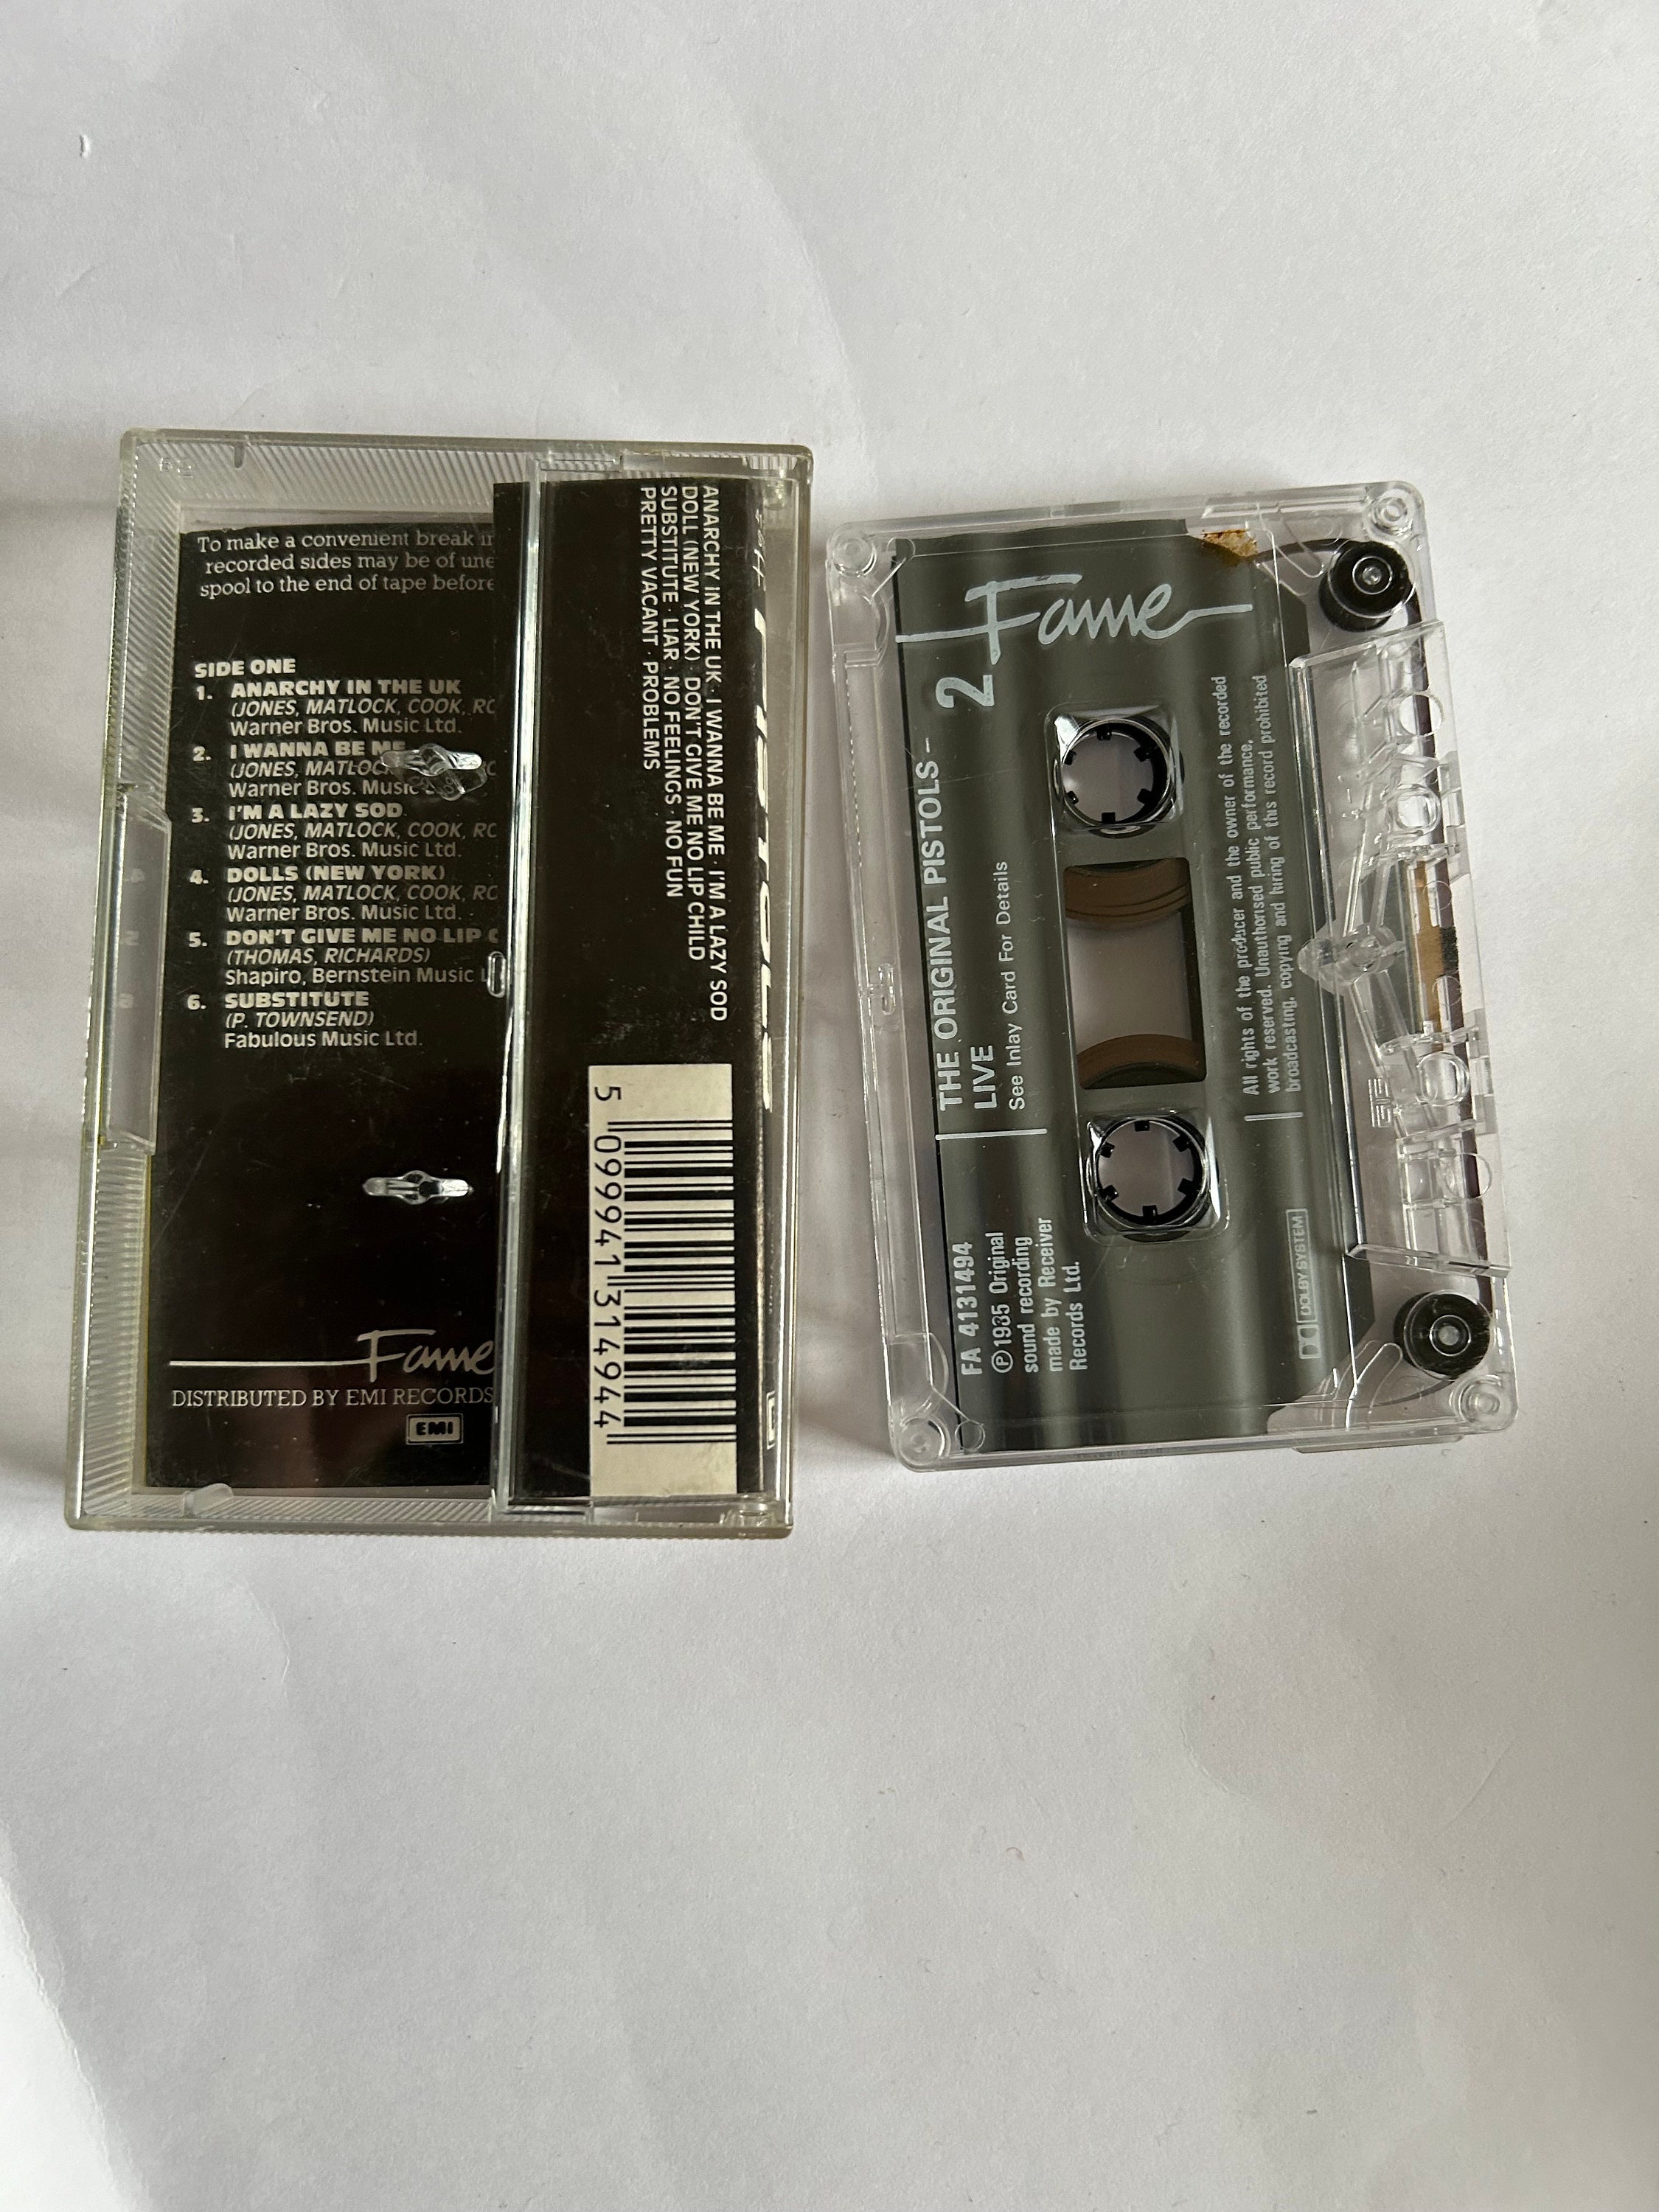 To make a convenient break
recorded sides may be of
spool to the end of tape before
SIDE ONE
1. ANARCHY IN THE UK
(JONES, MATLOCK, COOK,
Warner Bros. Music Ltd.
2. I WANNA BE ME
(JONES, MATLOCK
Warner Bros. Music
3. I'M A LAZY SOD
(JONES, MATLOCK, COOK,
Warner Bros. Music Ltd.
4. DOLLS (NEW YORK)
(JONES, MATLOCK, COOK,
Warner Bros. Music Ltd.
5. DON'T GIVE ME NO LIP
(THOMAS, RICHARDS)
Shapiro, Bernstein Music
6. SUBSTITUTE
(P. TOWNSEND)
Fabulous Music Ltd.
Fame
DISTRIBUTED BY EMI RECORDS
EMI
ANARCHY IN THE UK · I WANNA BE ME · I'M A LAZY SOD
DOLL (NEW YORK) · DON'T GIVE ME NO LIP CHILD
SUBSTITUTE · LIAR · NO FEELINGS · NO FUN
PRETTY VACANT · PROBLEMS
5 099941 314944
Fame
2
THE ORIGINAL PISTOLS -
LIVE
See Inlay Card For Details
FA 4131494
℗ 1985 Original
sound recording
made by Receiver
Records Ltd.
All rights of the producer and the owner of the recorded
work reserved. Unauthorised public performance,
broadcasting, copying and hiring of this record prohibited
DOLBY SYSTEM